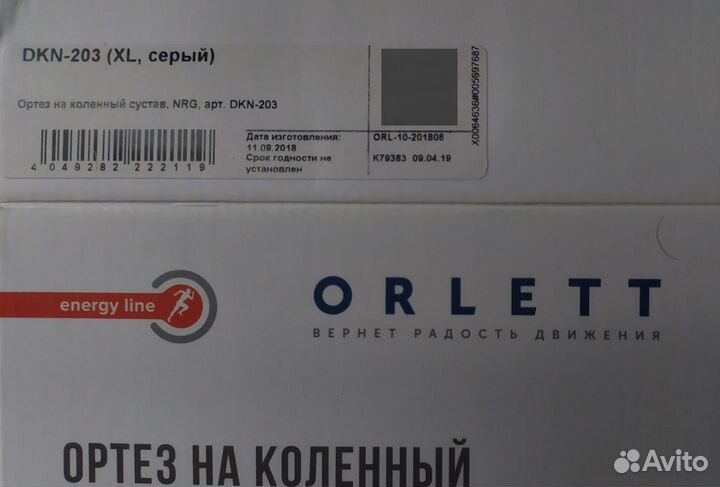 DKN-203 (XL, серый)
Ортез на коленный сустав, NRG, арт. DKN-203
4 049282 222119
Дата изготовления:
11.09.2018
Срок годности не
установлен
ORL-10-201806
K79383 09.04.19
X0064636#005997687
energy line
ORLETT
ВЕРНЕТ РАДОСТЬ ДВИЖЕНИЯ
ОРТЕЗ НА КОЛЕННЫЙ
Avito